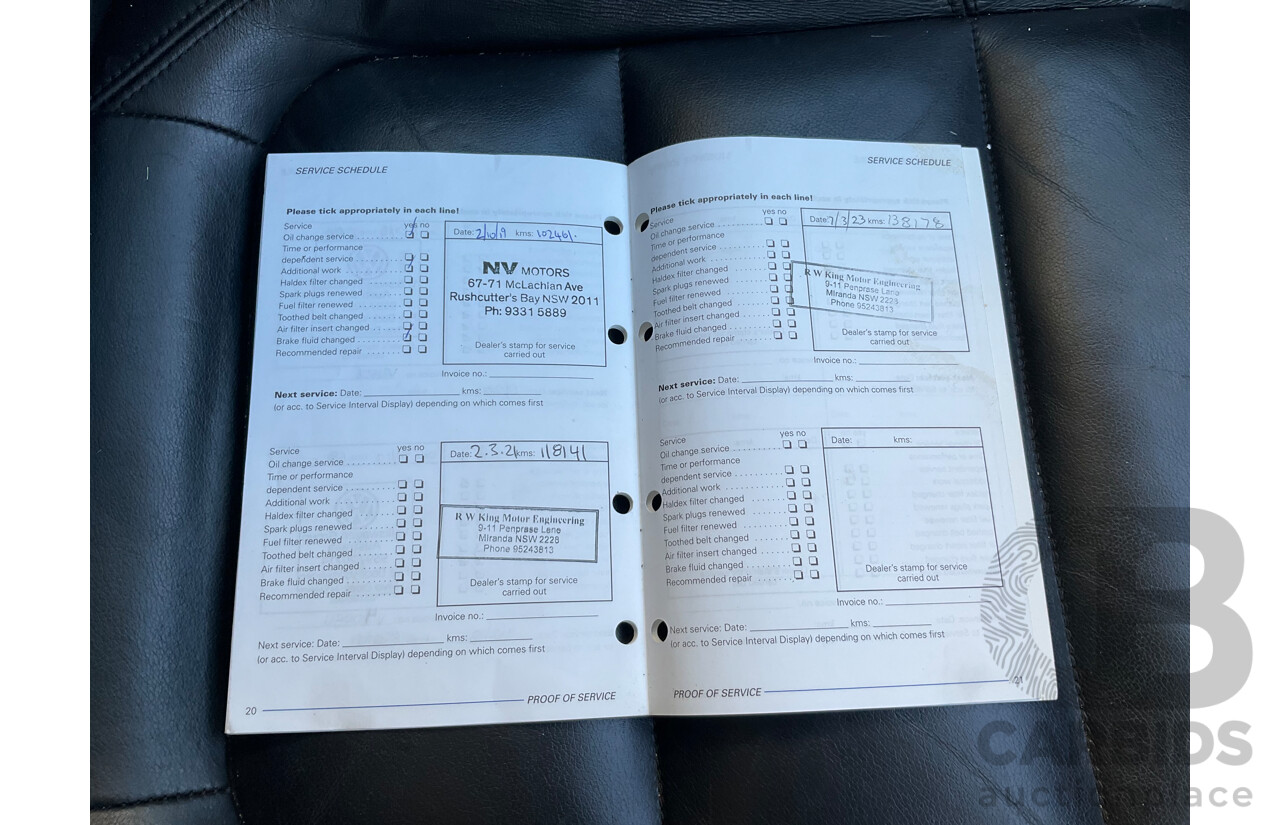 SERVICE SCHEDULE
Please tick appropriately in each line!
Service yes no
Oil change service
Time or performance
dependent service
Additional work
Haldex filter changed
Spark plugs renewed
Fuel filter renewed
Toothed belt changed
Air filter insert changed
Brake fluid changed
Recommended repair
Date: 2/10/19 kms: 102461.
NV MOTORS
67-71 McLachlan Ave
Rushcutter's Bay NSW 2011
Ph: 9331 5889
Dealer's stamp for service
carried out
Invoice no.:
Next service: Date: kms:
(or acc. to Service Interval Display) depending on which comes first
Service yes no
Oil change service
Time or performance
dependent service
Additional work
Haldex filter changed
Spark plugs renewed
Fuel filter renewed
Toothed belt changed
Air filter insert changed
Brake fluid changed
Recommended repair
Date: 2.3.21 kms: 118141
R W King Motor Engineering
9-11 Penprase Lane
Miranda NSW 2228
Phone 95243813
Dealer's stamp for service
carried out
Invoice no.:
Next service: Date: kms:
(or acc. to Service Interval Display) depending on which comes first
PROOF OF SERVICE
20
SERVICE SCHEDULE
Please tick appropriately in each line!
Service yes no
Oil change service
Time or performance
dependent service
Additional work
Haldex filter changed
Spark plugs renewed
Fuel filter renewed
Toothed belt changed
Air filter insert changed
Brake fluid changed
Recommended repair
Date: 7/3/23 kms: 138178
R W King Motor Engineering
9-11 Penprase Lane
Miranda NSW 2228
Phone 95243813
Dealer's stamp for service
carried out
Invoice no.:
Next service: Date: kms:
(or acc. to Service Interval Display) depending on which comes first
Service yes no
Oil change service
Time or performance
dependent service
Additional work
Haldex filter changed
Spark plugs renewed
Fuel filter renewed
Toothed belt changed
Air filter insert changed
Brake fluid changed
Recommended repair
Date: kms:
Dealer's stamp for service
carried out
Invoice no.:
Next service: Date: kms:
(or acc. to Service Interval Display) depending on which comes first
PROOF OF SERVICE
21
CARBIDS
auctionplace